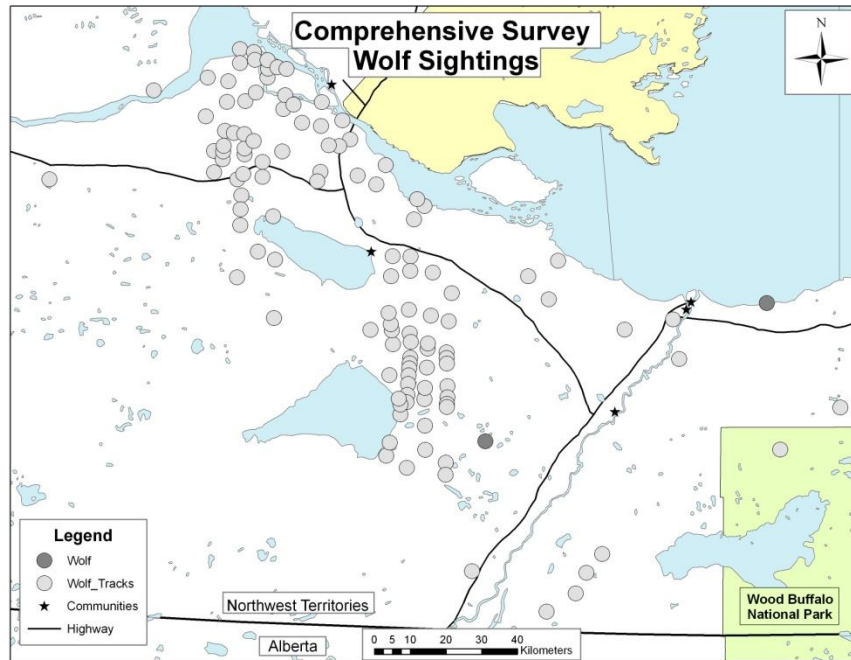 Comprehensive Survey
Wolf Sightings
N
Legend
Wolf
Wolf_Tracks
Communities
Highway
Northwest Territories
Alberta
0 5 10 20 30 40
Kilometers
Wood Buffalo
National Park